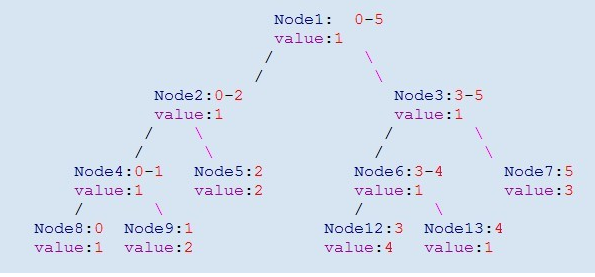 Node1: 0-5
value:1
/ \
/ \
Node2:0-2 Node3:3-5
value:1 value:1
/ \ / \
/ \ / \
Node4:0-1 Node5:2 Node6:3-4 Node7:5
value:1 value:2 value:1 value:3
/ \ / \
Node8:0 Node9:1 Node12:3 Node13:4
value:1 value:2 value:4 value:1